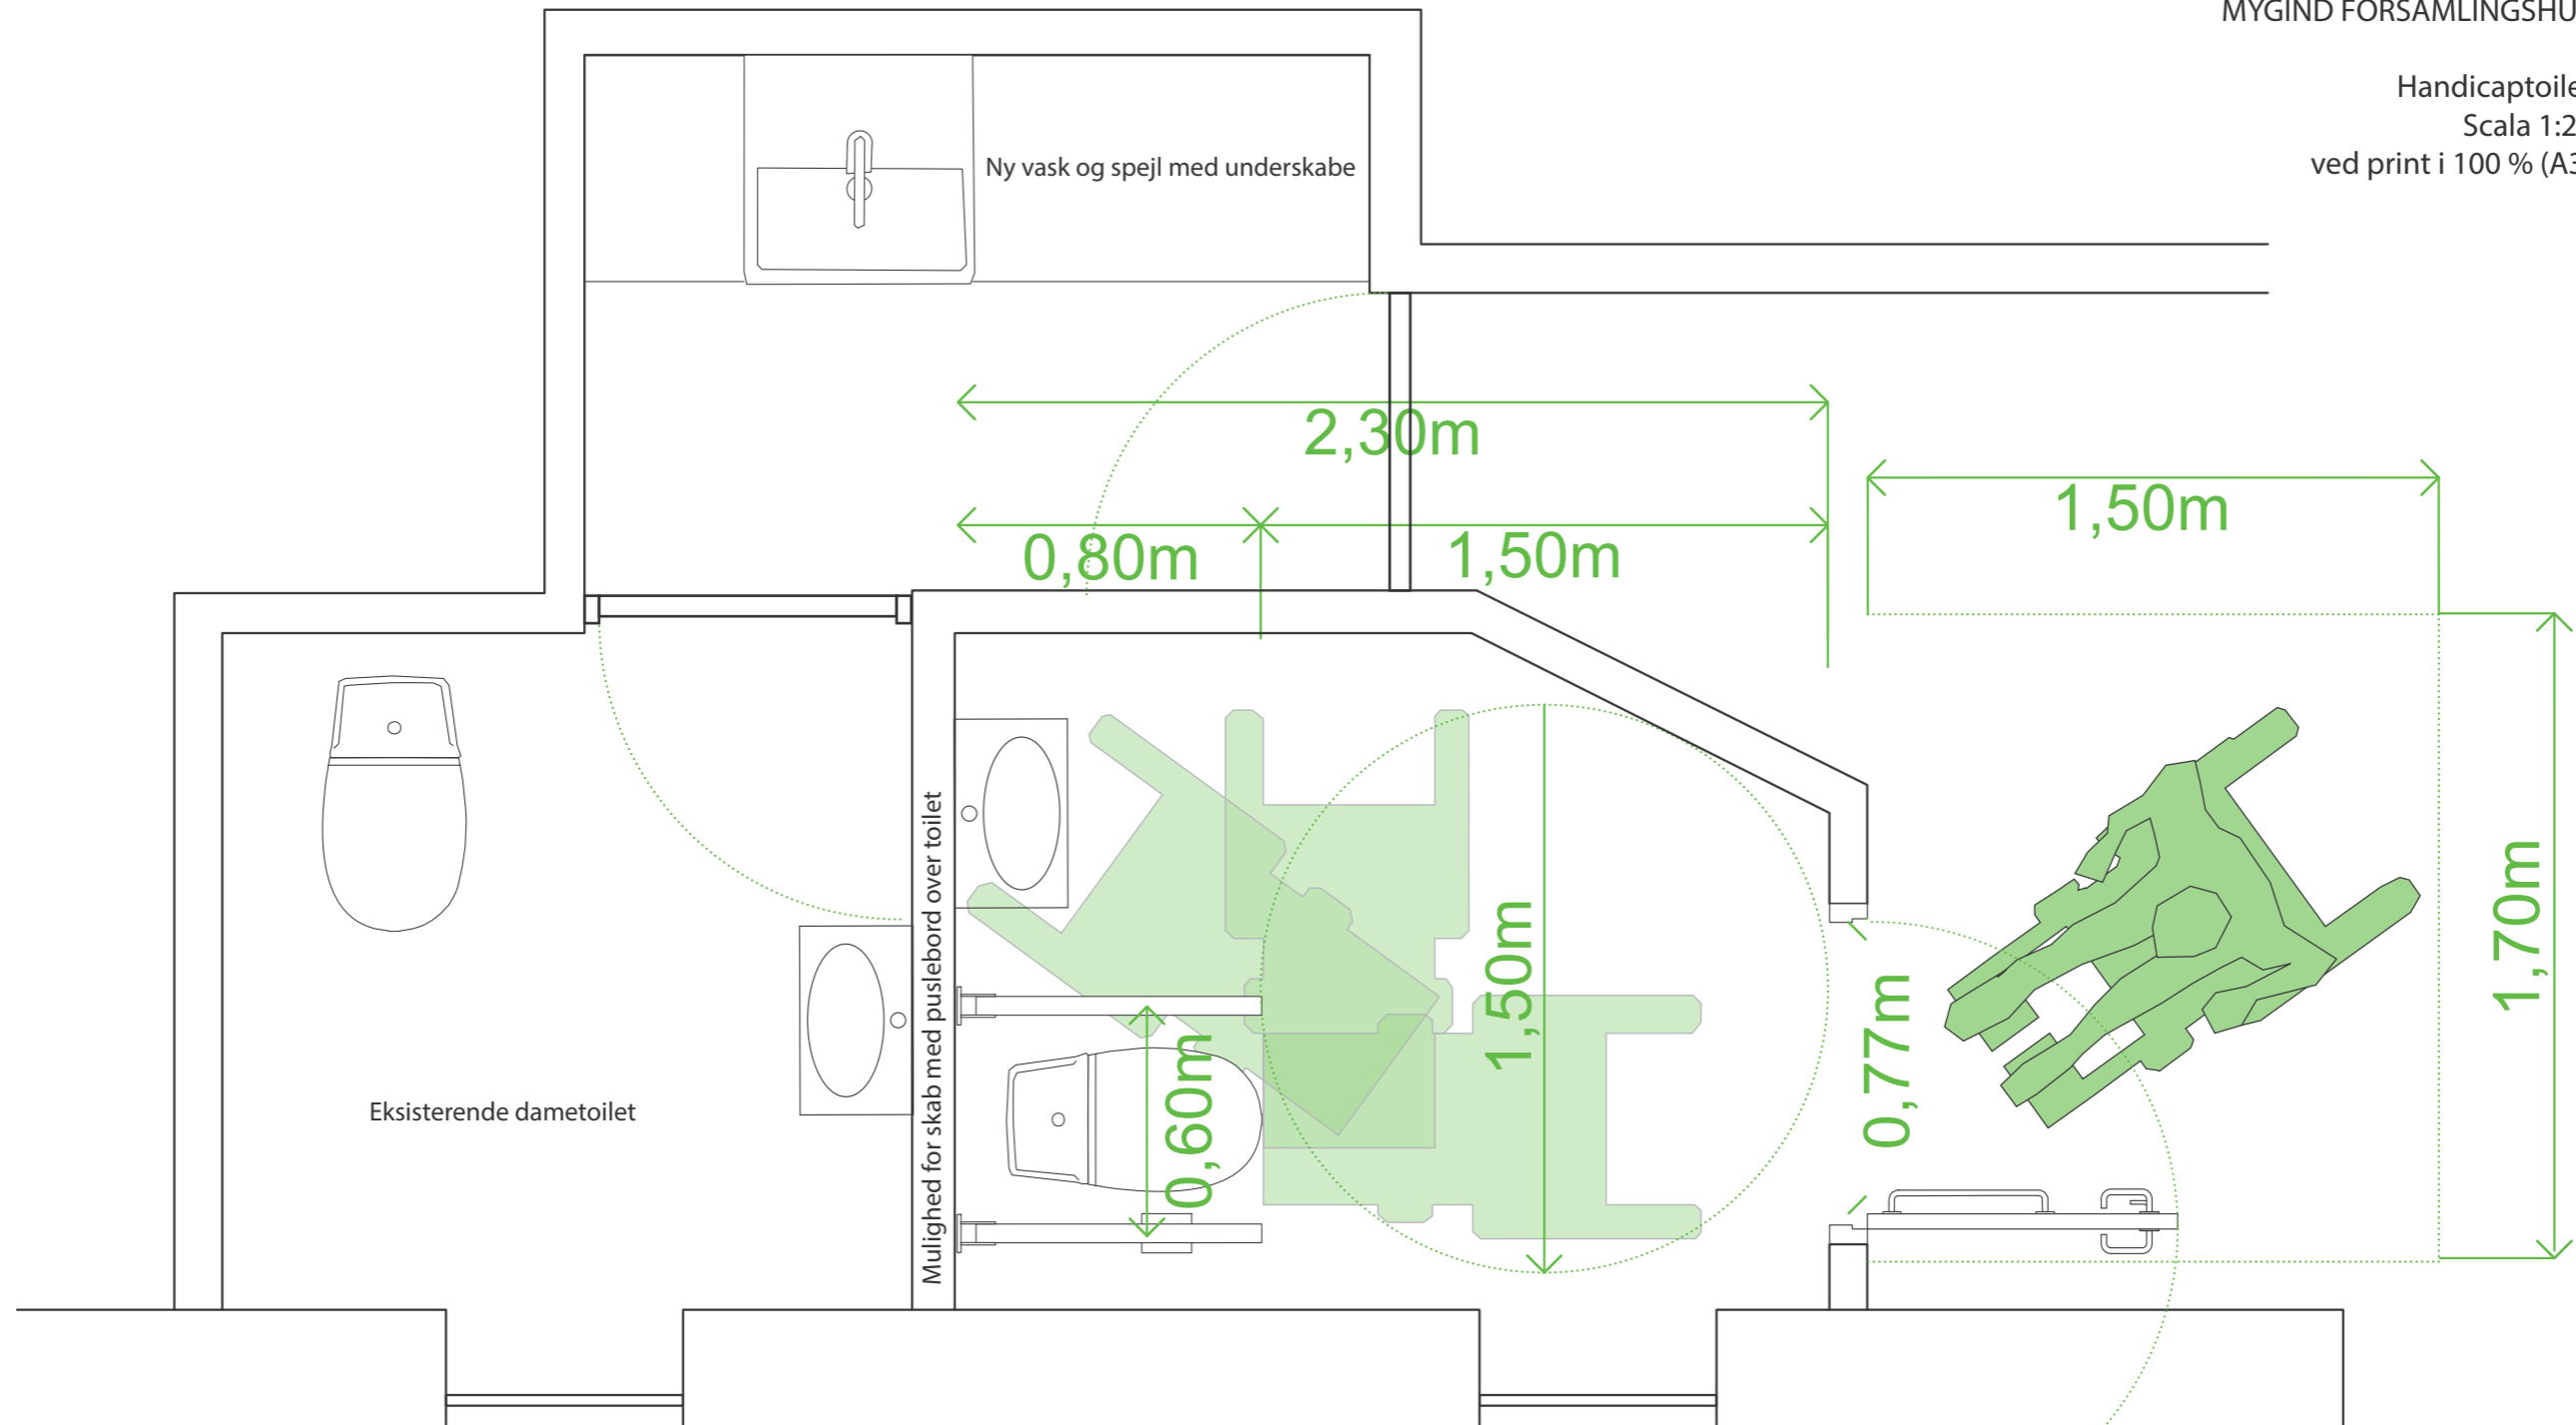 MYGIND FORSAMLINGSHU
Handicaptoile
Scala 1:2
ved print i 100 % (A3
Ny vask og spejl med underskabe
2,30m
1,50m
0,80m
1,50m
1,70m
1,50m
0,77m
0,60m
Mulighed for skab med puslebord over toilet
Eksisterende dametoilet